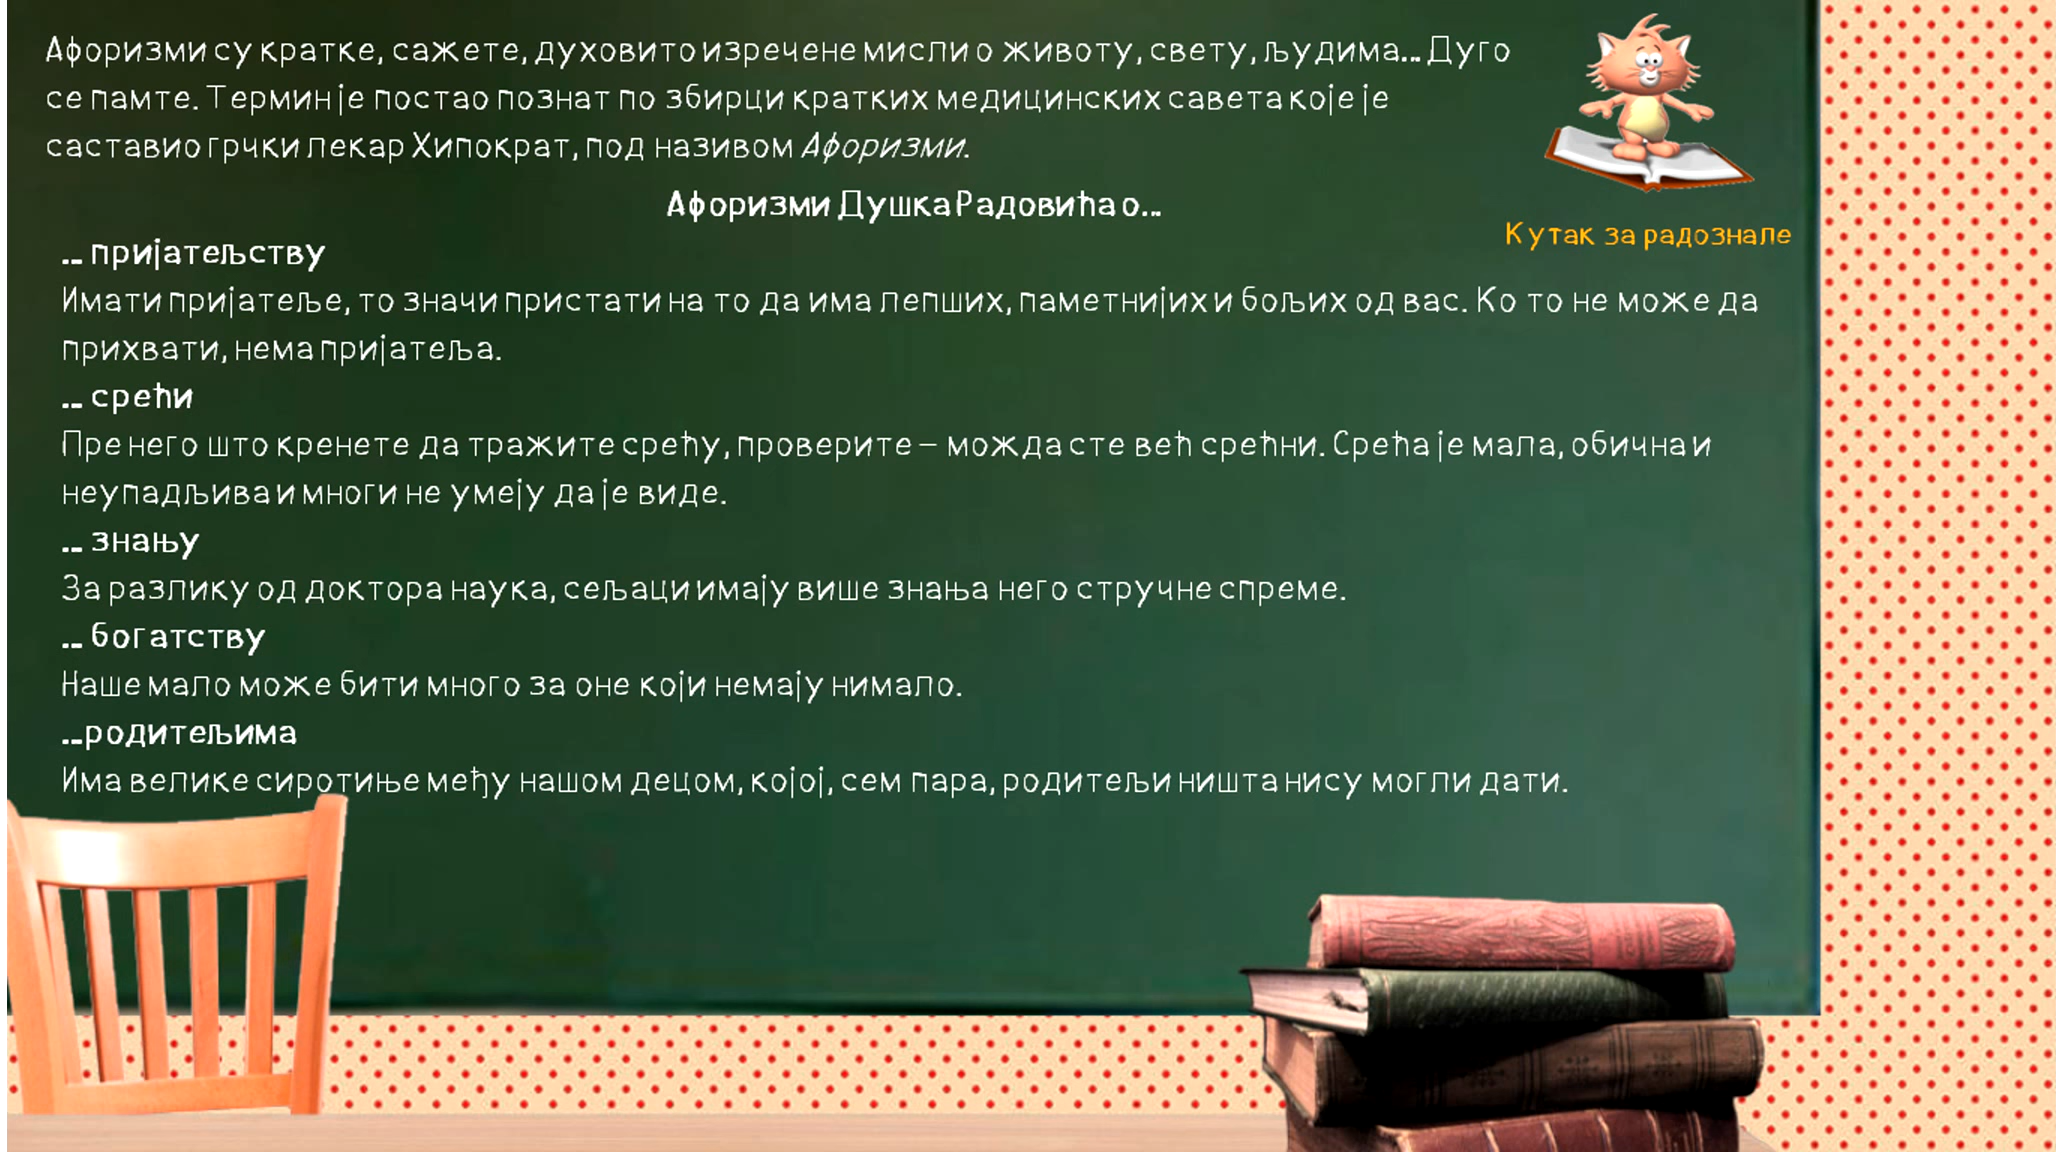 Афоризми су кратке, сажете, духовито изречене мисли о животу, свету, људима... Дуго
се памте. Термин је постао познат по збирци кратких медицинских савета које је
саставио грчки лекар Хипократ, под називом Афоризми.
Афоризми Душка Радовића о...
Кутак за радознале
... пријатељству
Имати пријатеље, то значи пристати на то да има лепших, паметнијих и бољих од вас. Ко то не може да
прихвати, нема пријатеља.
... срећи
Пре него што кренете да тражите срећу, проверите – можда сте већ срећни. Срећа је мала, обична и
неупадљива и многи не умеју да је виде.
... знању
За разлику од доктора наука, сељаци имају више знања него стручне спреме.
... богатству
Наше мало може бити много за оне који немају нимало.
...родитељима
Има велике сиротиње међу нашом децом, којој, сем пара, родитељи ништа нису могли дати.